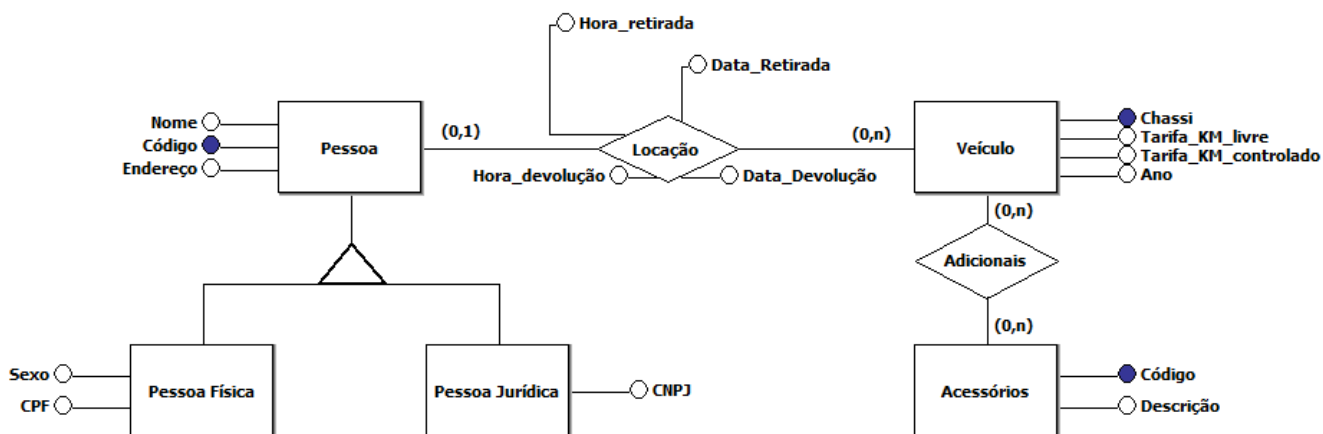 Hora_retirada
Data_Retirada
Nome
Código
Endereço
Pessoa
(0,1)
Locação
(0,n)
Veículo
Chassi
Tarifa_KM_livre
Tarifa_KM_controlado
Ano
Hora_devolução
Data_Devolução
(0,n)
Adicionais
(0,n)
Sexo
CPF
Pessoa Física
Pessoa Jurídica
CNPJ
Acessórios
Código
Descrição